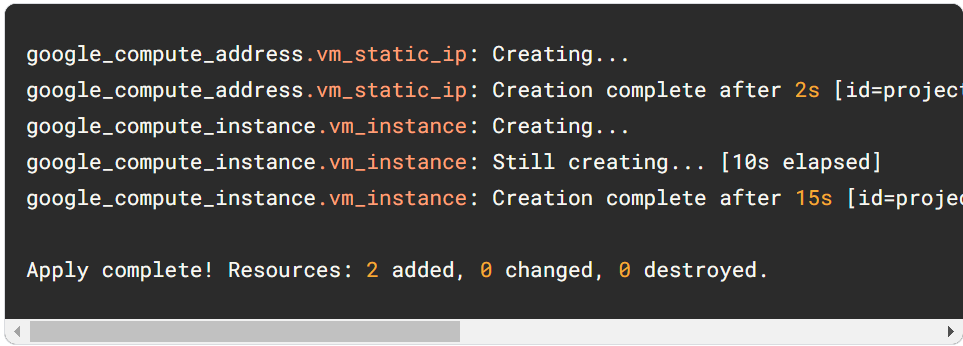 google_compute_address.vm_static_ip: Creating...
google_compute_address.vm_static_ip: Creation complete after 2s [id=project
google_compute_instance.vm_instance: Creating...
google_compute_instance.vm_instance: Still creating... [10s elapsed]
google_compute_instance.vm_instance: Creation complete after 15s [id=projec
Apply complete! Resources: 2 added, 0 changed, 0 destroyed.